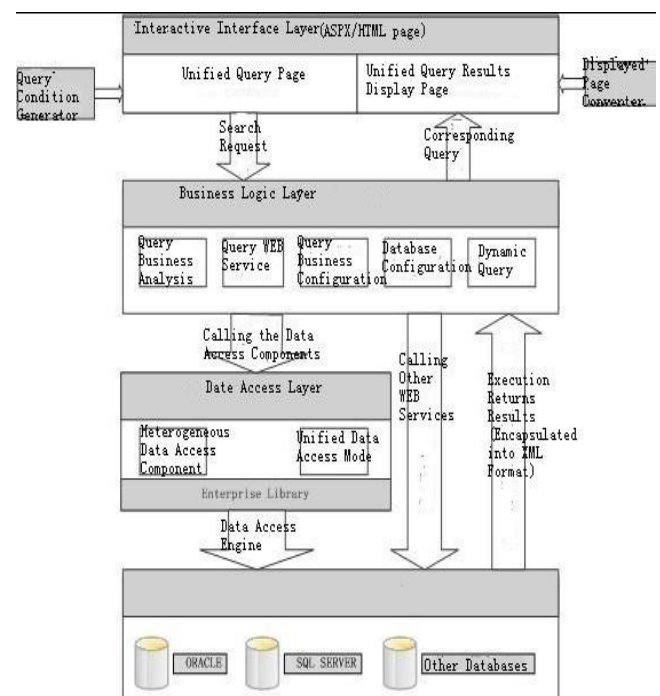 Interactive Interface Layer(ASPX/HTML page)
Query
Condition
Generator
Unified Query Page
Unified Query Results
Display Page
Displayed
Page
Converter
Search
Request
Corresponding
Query
Business Logic Layer
Query
Business
Analysis
Query WEB
Service
Query
Business
Configuration
Database
Configuration
Dynamic
Query
Calling the Data
Access Components
Calling
Other
WEB
Services
Execution
Returns
Results
(Encapsulated
into XML
Format)
Date Access Layer
Heterogeneous
Data Access
Component
Unified Data
Access Mode
Enterprise Library
Data Access
Engine
ORACLE
SQL SERVER
Other Databases